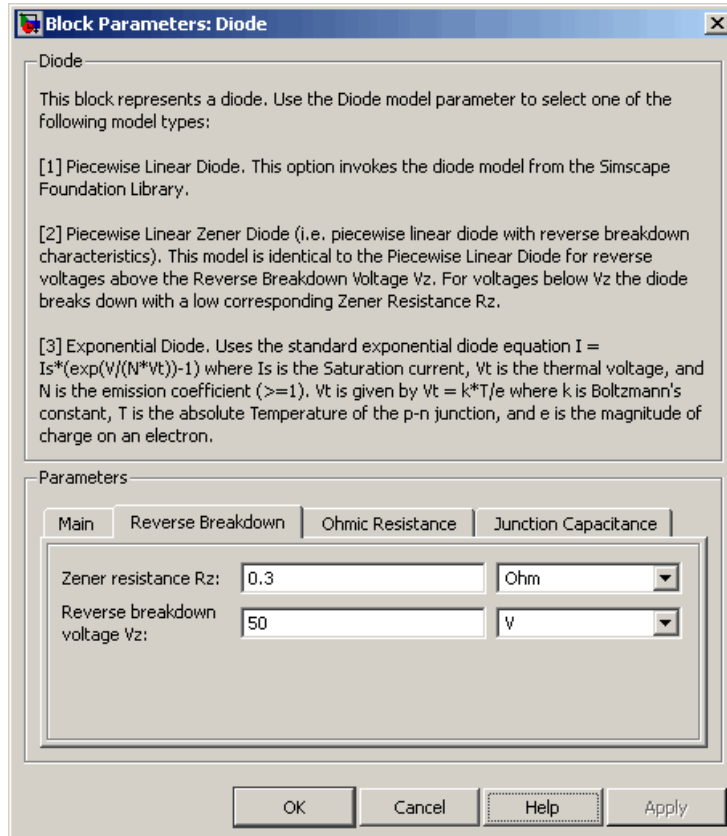 Block Parameters: Diode
Diode
This block represents a diode. Use the Diode model parameter to select one of the
following model types:
[1] Piecewise Linear Diode. This option invokes the diode model from the Simscape
Foundation Library.
[2] Piecewise Linear Zener Diode (i.e. piecewise linear diode with reverse breakdown
characteristics). This model is identical to the Piecewise Linear Diode for reverse
voltages above the Reverse Breakdown Voltage Vz. For voltages below Vz the diode
breaks down with a low corresponding Zener Resistance Rz.
[3] Exponential Diode. Uses the standard exponential diode equation I =
Is*(exp(V/(N*Vt))-1) where Is is the Saturation current, Vt is the thermal voltage, and
N is the emission coefficient (>=1). Vt is given by Vt = k*T/e where k is Boltzmann's
constant, T is the absolute Temperature of the p-n junction, and e is the magnitude of
charge on an electron.
Parameters
Main Reverse Breakdown Ohmic Resistance Junction Capacitance
Zener resistance Rz: 0.3 Ohm
Reverse breakdown
voltage Vz: 50 V
OK Cancel Help Apply